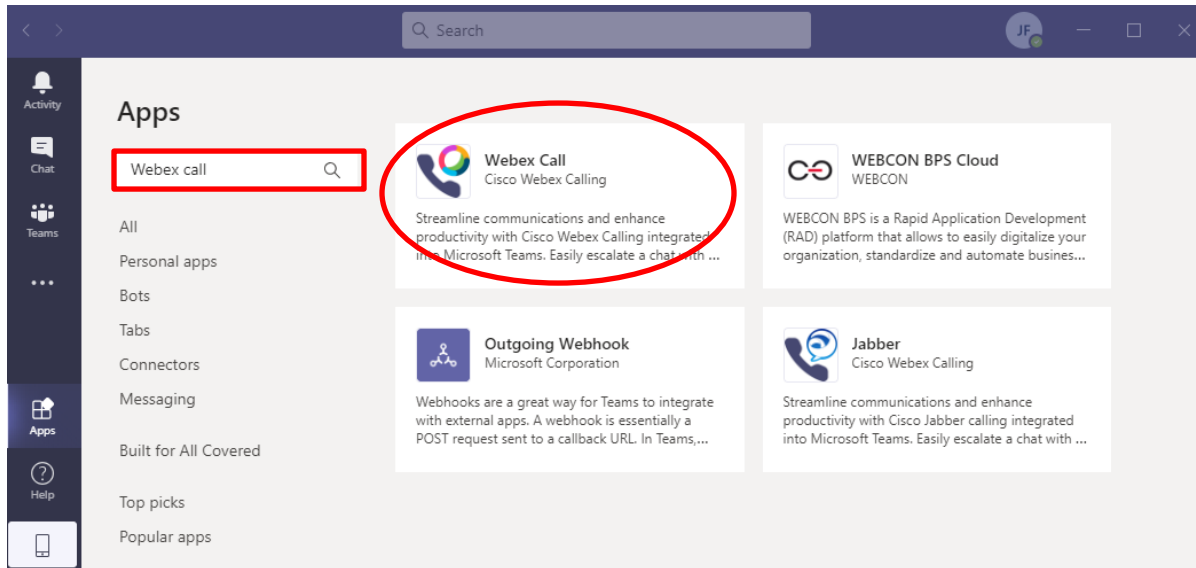 Search
JF
Activity
Chat
Teams
Apps
Help
Apps
Webex call
All
Personal apps
Bots
Tabs
Connectors
Messaging
Built for All Covered
Top picks
Popular apps
Webex Call
Cisco Webex Calling
Streamline communications and enhance
productivity with Cisco Webex Calling integrated
into Microsoft Teams. Easily escalate a chat with ...
WEBCON BPS Cloud
WEBCON
WEBCON BPS is a Rapid Application Development
(RAD) platform that allows to easily digitalize your
organization, standardize and automate busines...
Outgoing Webhook
Microsoft Corporation
Webhooks are a great way for Teams to integrate
with external apps. A webhook is essentially a
POST request sent to a callback URL. In Teams,...
Jabber
Cisco Webex Calling
Streamline communications and enhance
productivity with Cisco Jabber calling integrated
into Microsoft Teams. Easily escalate a chat with ...